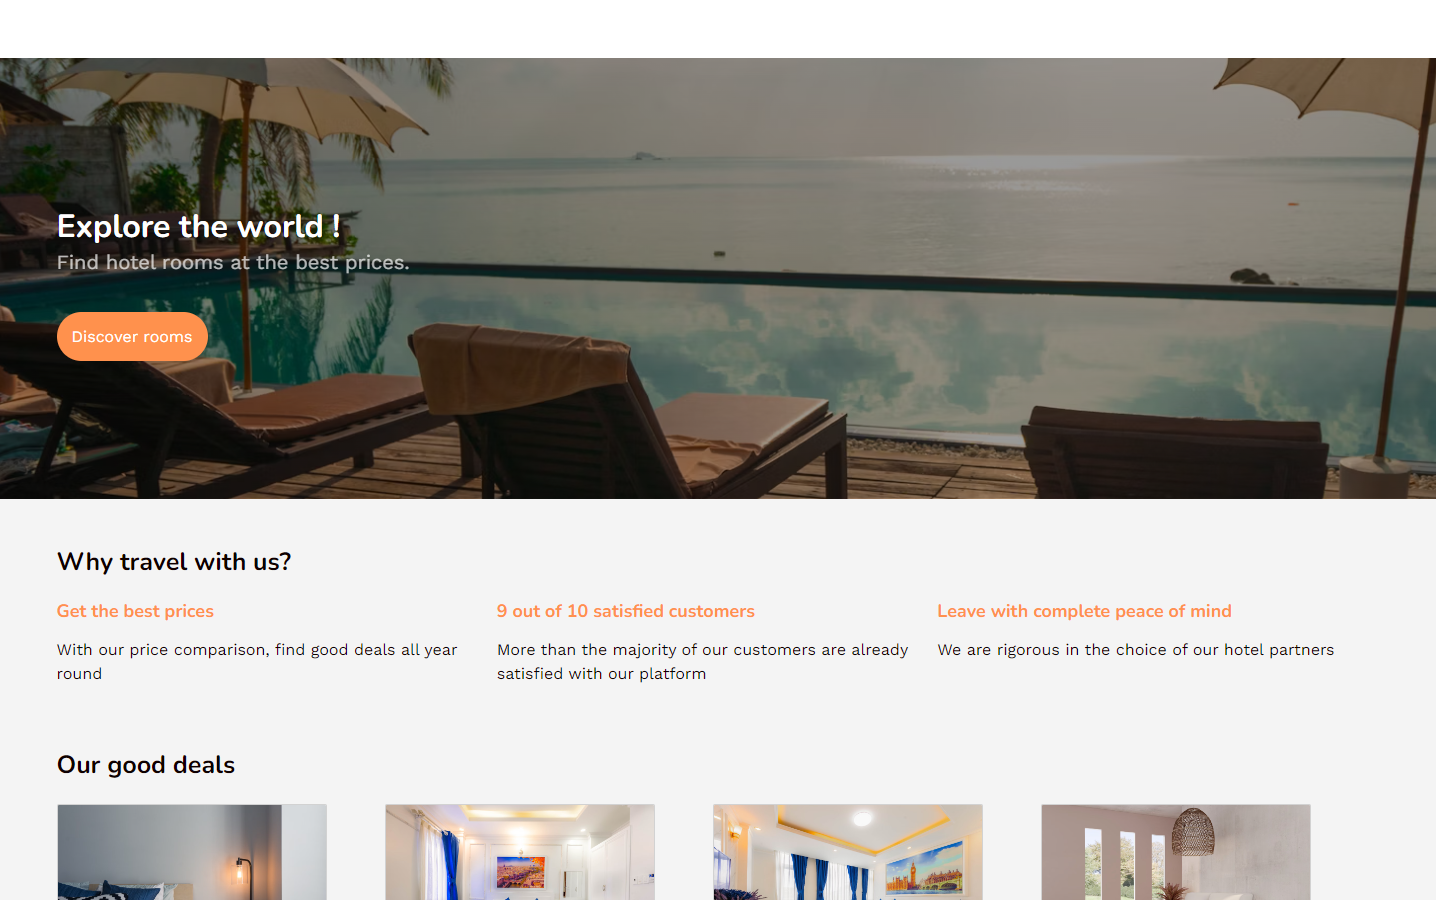 Explore the world !
Find hotel rooms at the best prices.
Discover rooms
Why travel with us?
Get the best prices
With our price comparison, find good deals all year
round
9 out of 10 satisfied customers
More than the majority of our customers are already
satisfied with our platform
Leave with complete peace of mind
We are rigorous in the choice of our hotel partners
Our good deals